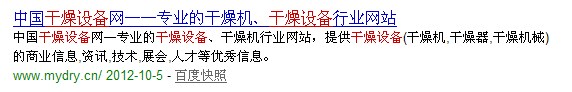 中国干燥设备网一一专业的干燥机、干燥设备行业网站
中国干燥设备网—专业的干燥设备、干燥机行业网站，提供干燥设备(干燥机,干燥器,干燥机械)
的商业信息,资讯,技术,展会,人才等优秀信息。
www.mydry.cn/ 2012-10-5 - 百度快照